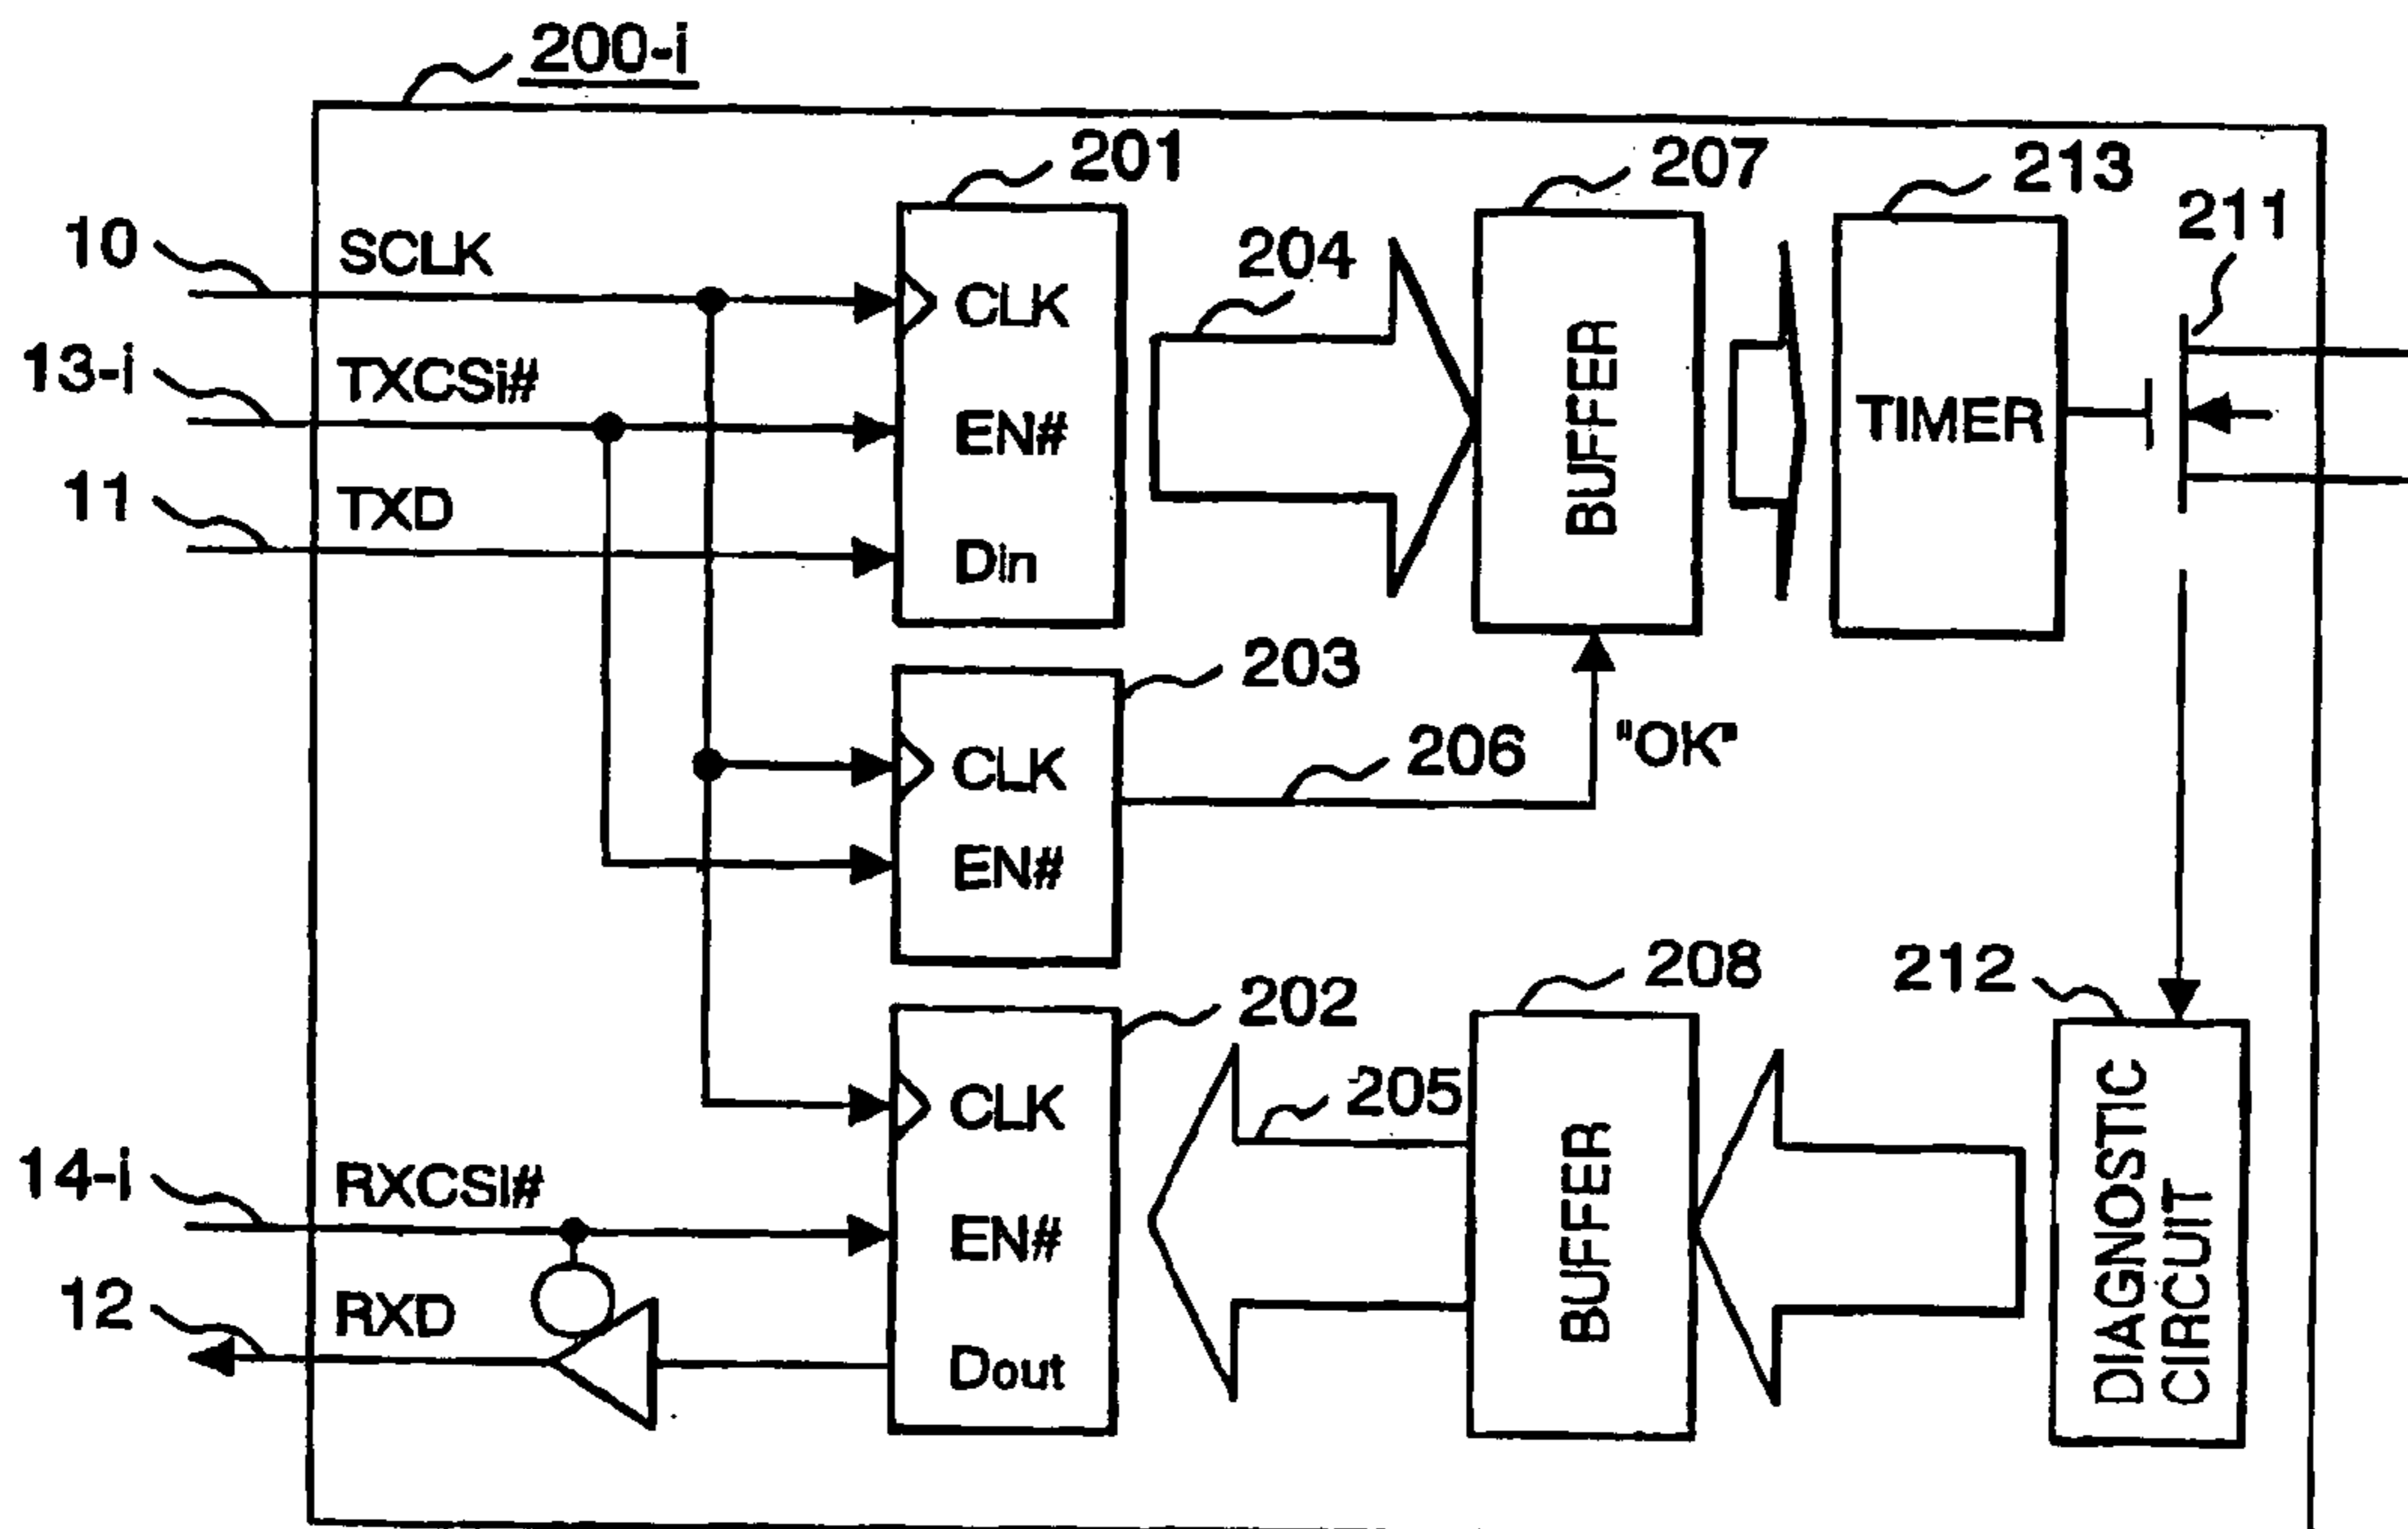 200-i
201
207
213
211
10
SCLK
204
CLK
13-i
TXCSi#
EN#
BUFFER
TIMER
11
TXD
Din
203
CLK
206
"OK"
EN#
208
212
202
CLK
205
14-i
RXCSi#
EN#
BUFFER
DIAGNOSTIC
CIRCUIT
12
RXD
Dout